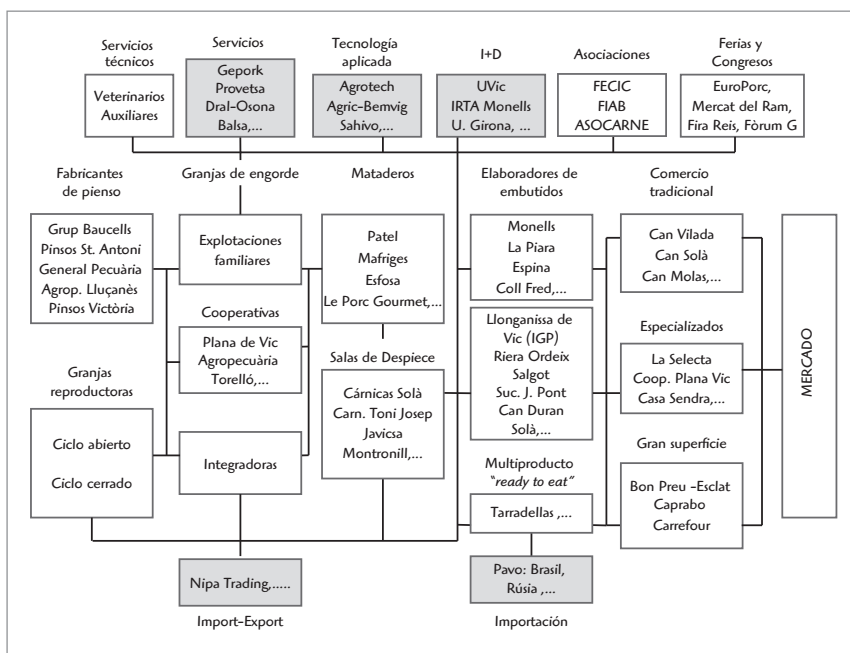 Servicios
técnicos
Veterinarios
Auxiliares
Servicios
Gepork
Provetsa
Dral-Osona
Balsa,...
Tecnología
aplicada
Agrotech
Agric-Bemvig
Sahivo,...
I+D
UVic
IRTA Monells
U. Girona, ...
Asociaciones
FECIC
FIAB
ASOCARNE
Ferias y
Congresos
EuroPorc,
Mercat del Ram,
Fira Reis, Fòrum G
Fabricantes
de pienso
Grup Baucells
Pinsos St. Antoni
General Pecuària
Agrop. Lluçanès
Pinsos Victòria
Granjas de engorde
Explotaciones
familiares
Mataderos
Patel
Mafriges
Esfosa
Le Porc Gourmet,...
Elaboradores de
embutidos
Monells
La Piara
Espina
Coll Fred,...
Comercio
tradicional
Can Vilada
Can Solà
Can Molas,...
Cooperativas
Plana de Vic
Agropecuària
Torelló,...
Salas de Despiece
Cárnicas Solà
Carn. Toni Josep
Javicsa
Montronill,...
Llonganissa de
Vic (IGP)
Riera Ordeix
Salgot
Suc. J. Pont
Can Duran
Solà,...
Especializados
La Selecta
Coop. Plana Vic
Casa Sendra,...
MERCADO
Granjas
reproductoras
Ciclo abierto
Ciclo cerrado
Integradoras
Multiproducto
"ready to eat"
Tarradellas ,...
Gran superficie
Bon Preu -Esclat
Caprabo
Carrefour
Nipa Trading,.....
Import-Export
Pavo: Brasil,
Rúsia ,...
Importación